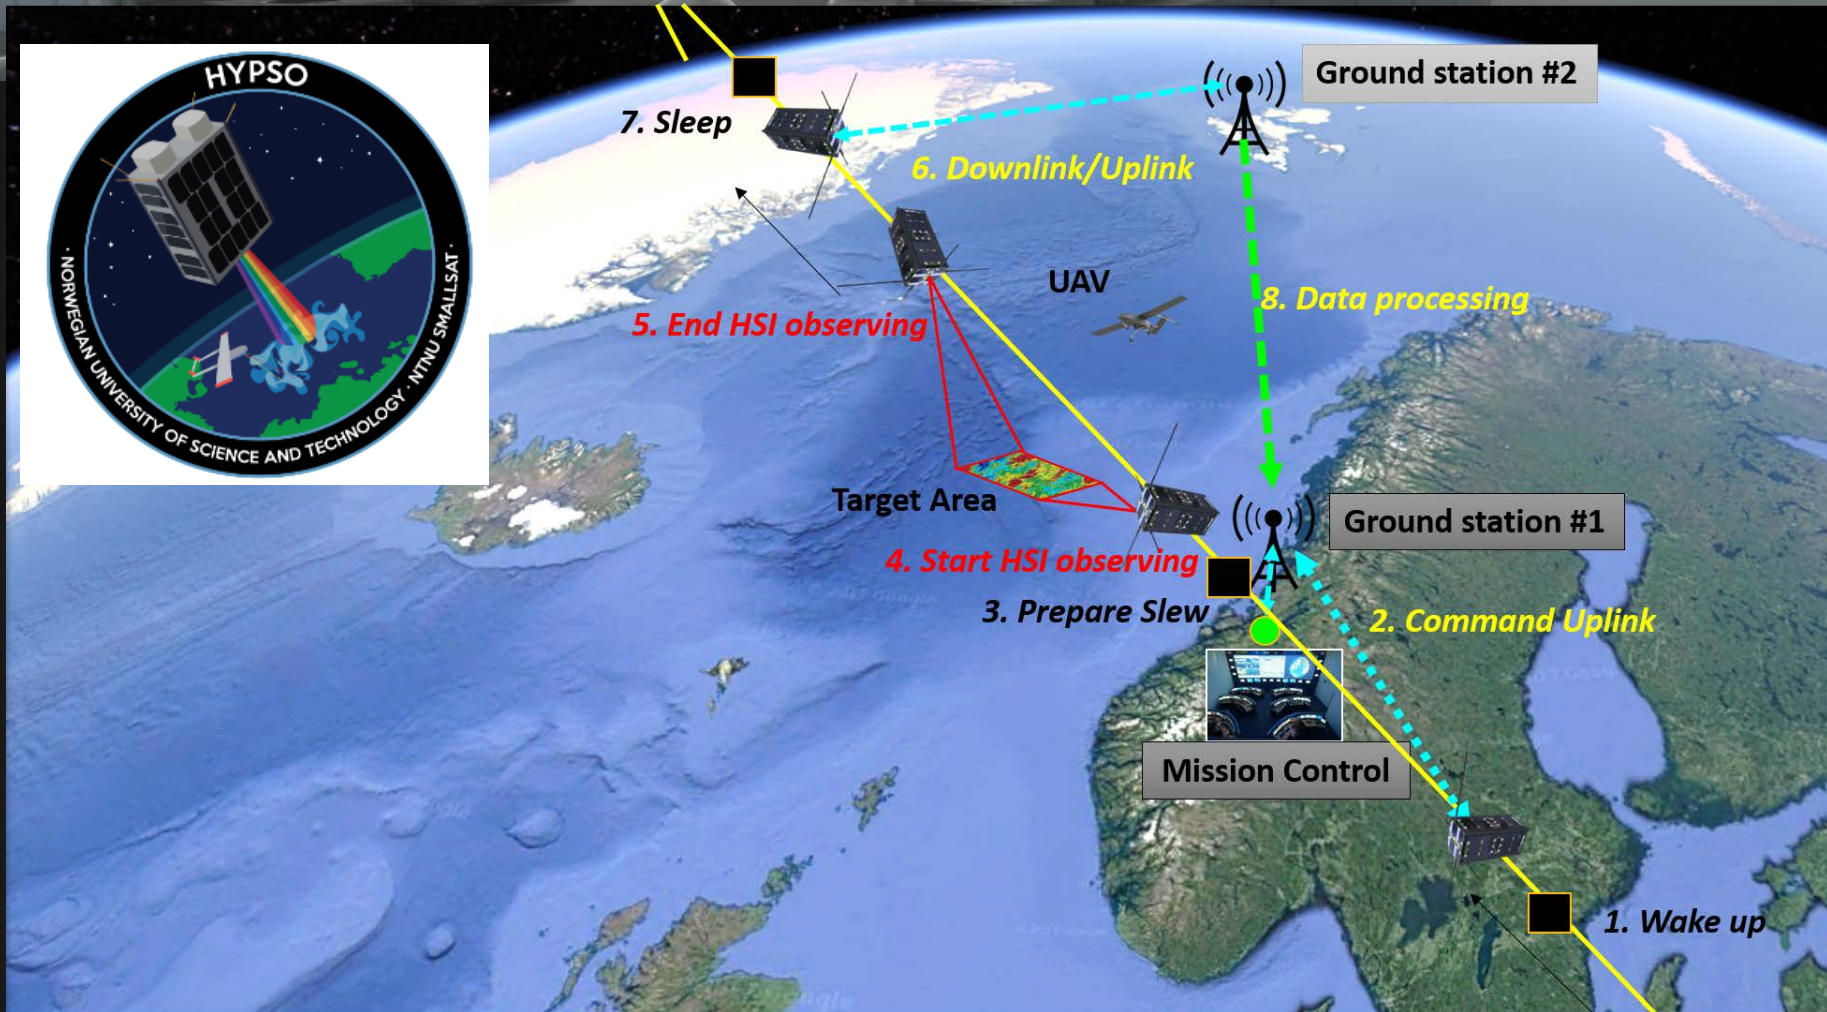 HYPSO
· NORWEGIAN UNIVERSITY OF SCIENCE AND TECHNOLOGY · NTNU SMALLSAT ·
Ground station #2
7. Sleep
6. Downlink/Uplink
UAV
8. Data processing
5. End HSI observing
Target Area
Ground station #1
4. Start HSI observing
3. Prepare Slew
2. Command Uplink
Mission Control
1. Wake up